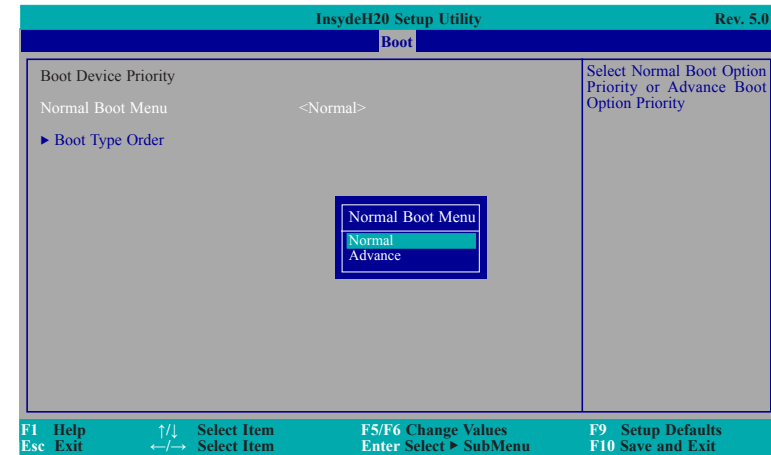 InsydeH20 Setup Utility Rev. 5.0
Boot
Boot Device Priority
Normal Boot Menu <Normal>
▶ Boot Type Order
Select Normal Boot Option
Priority or Advance Boot
Option Priority
Normal Boot Menu
Normal
Advance
F1 Help ↑/↓ Select Item F5/F6 Change Values F9 Setup Defaults
Esc Exit ←/→ Select Item Enter Select ▶ SubMenu F10 Save and Exit